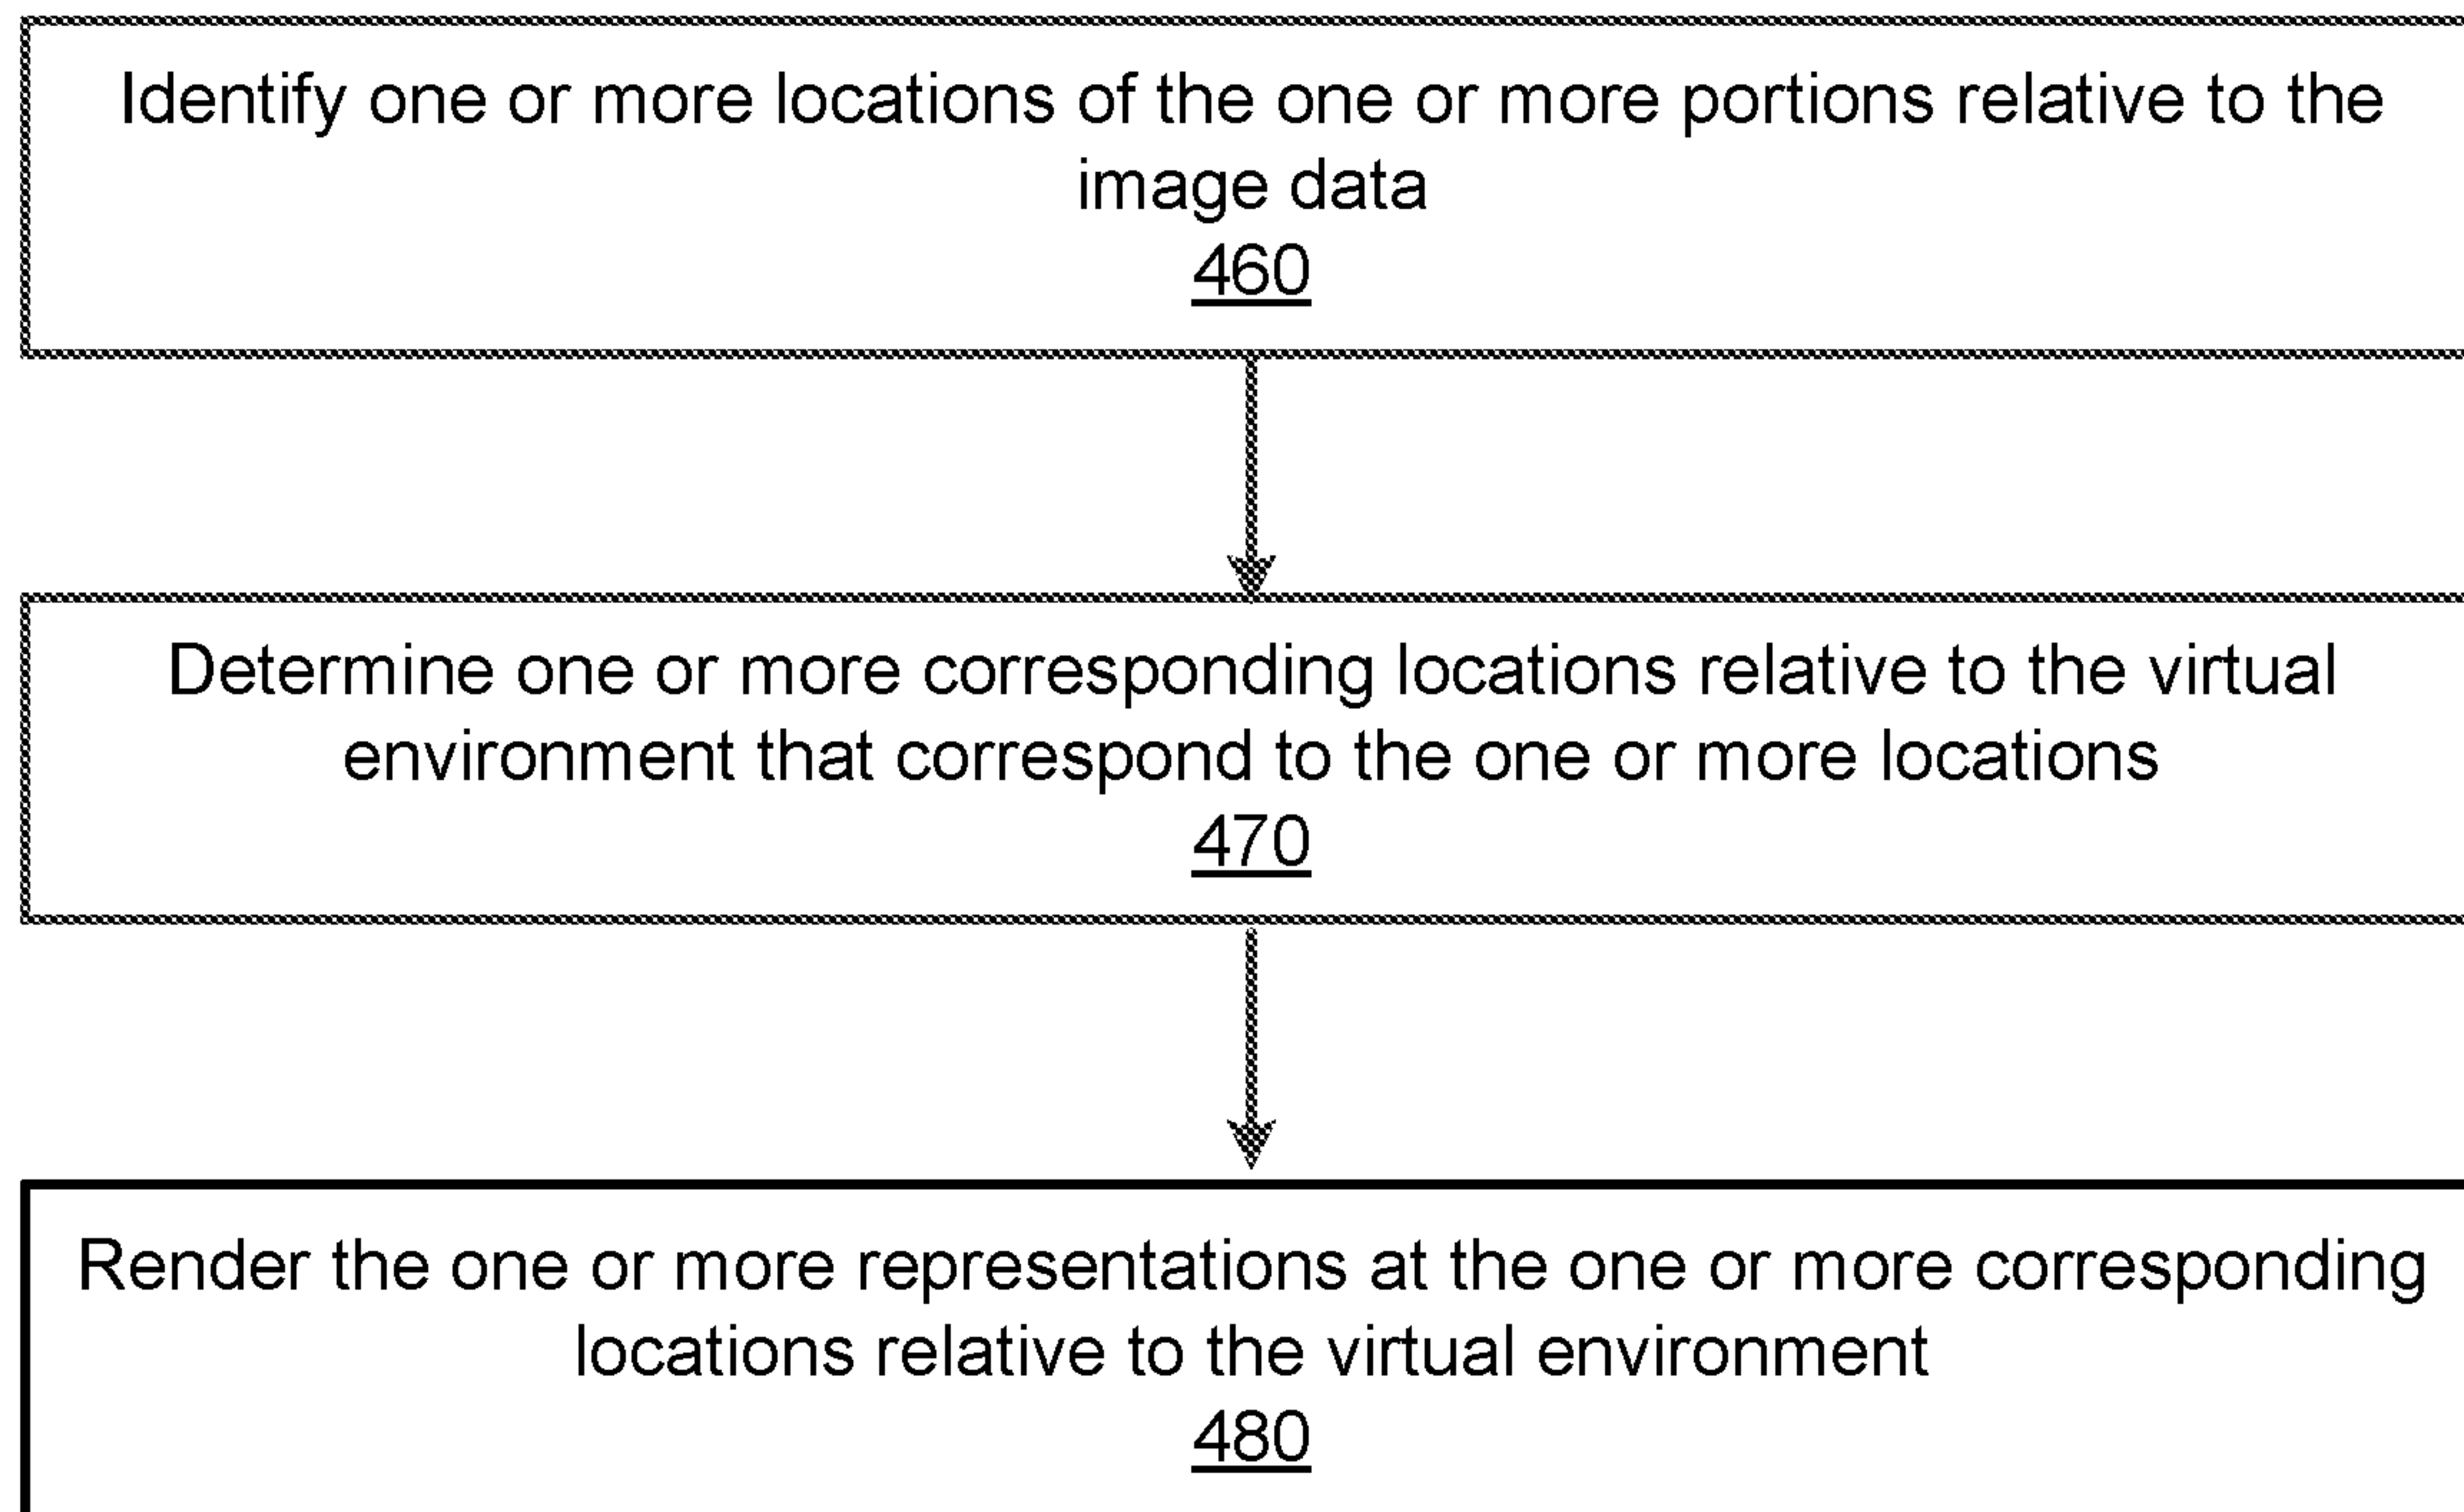 Identify one or more locations of the one or more portions relative to the
image data
460
Determine one or more corresponding locations relative to the virtual
environment that correspond to the one or more locations
470
Render the one or more representations at the one or more corresponding
locations relative to the virtual environment
480